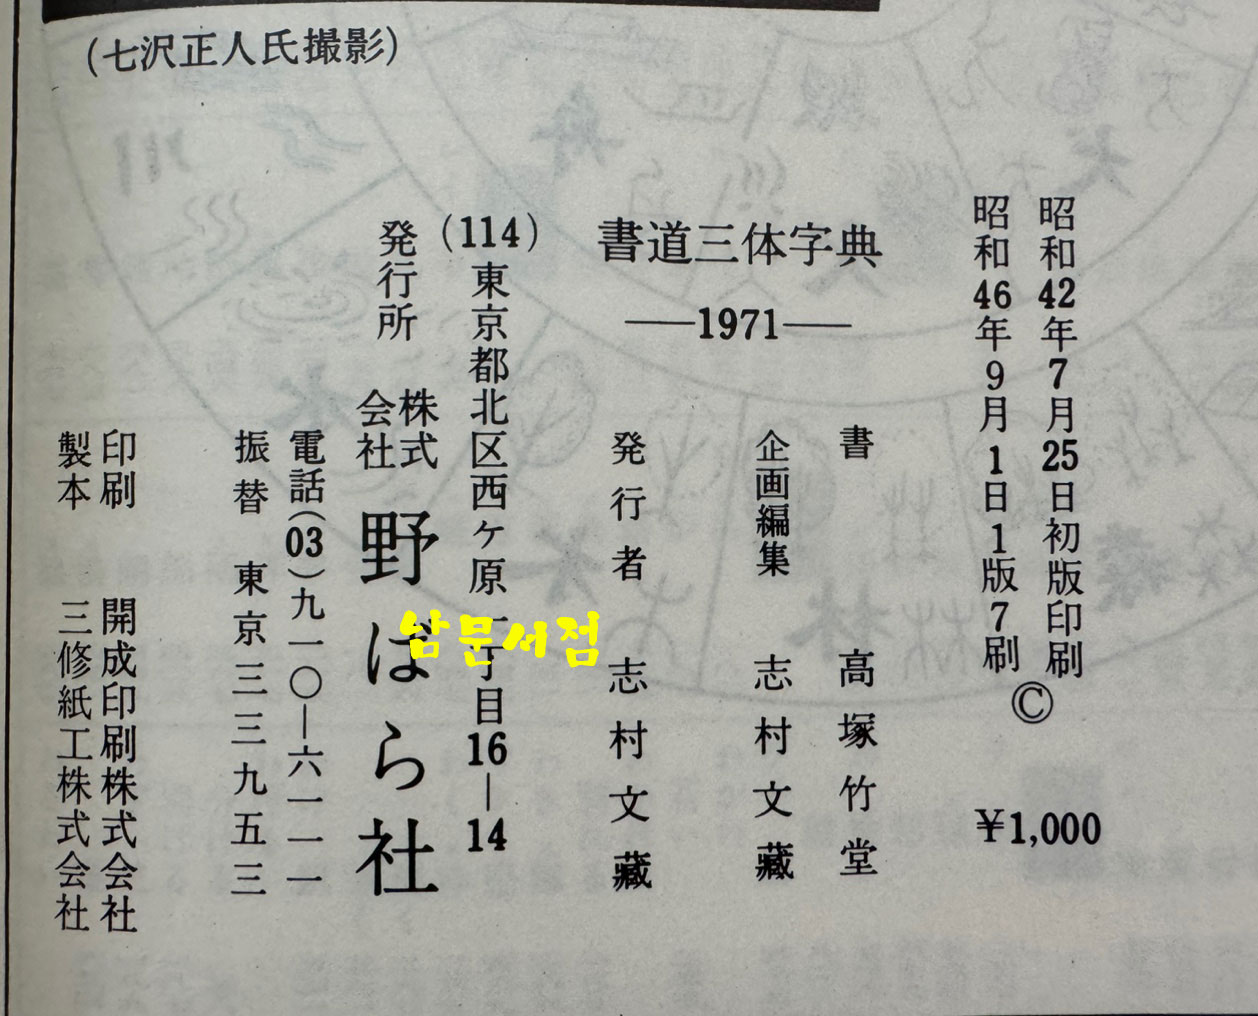 (七沢正人氏撮影)
昭和42年7月25日初版印刷
昭和46年9月1日1版7刷
©
¥1,000
書道三体字典
—1971—
書 高塚竹堂
企画編集 志村文藏
発行者 志村文藏
(114)東京都北区西ケ原一丁目16—14
発行所 株式会社 野ばら社
電話(03)九一〇—六一一一
振替 東京三三九五三
印刷 開成印刷株式会社
製本 三修紙工株式会社
남문서점